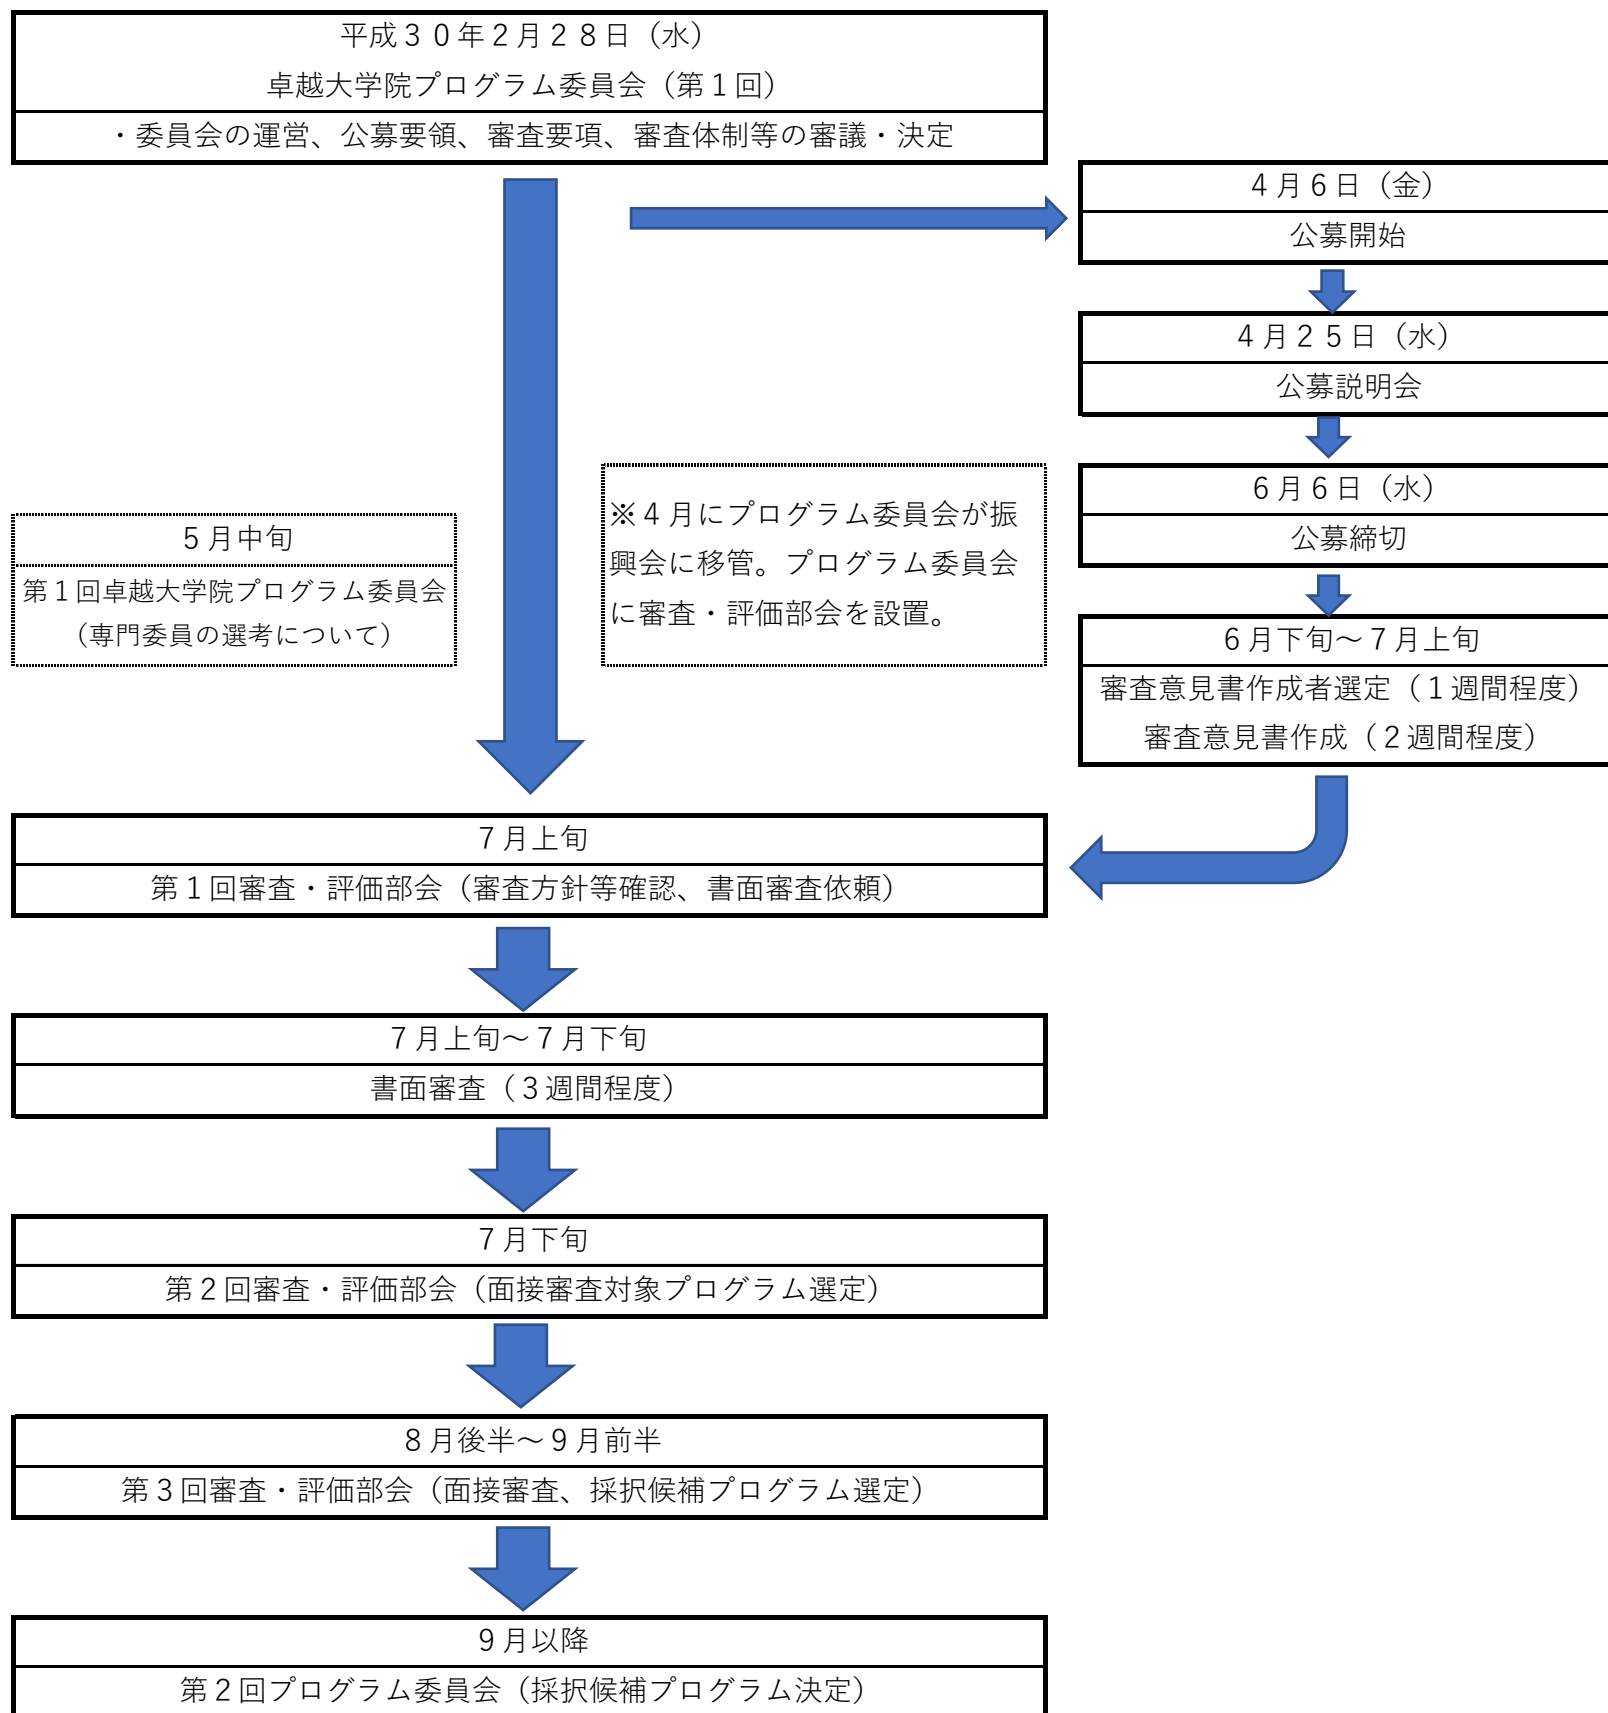 平成３０年２月２８日（水）
卓越大学院プログラム委員会（第１回）
・委員会の運営、公募要領、審査要項、審査体制等の審議・決定
４月６日（金）
公募開始
４月２５日（水）
公募説明会
６月６日（水）
公募締切
６月下旬～７月上旬
審査意見書作成者選定（１週間程度）
審査意見書作成（２週間程度）
※４月にプログラム委員会が振
興会に移管。プログラム委員会
に審査・評価部会を設置。
５月中旬
第１回卓越大学院プログラム委員会
（専門委員の選考について）
７月上旬
第１回審査・評価部会（審査方針等確認、書面審査依頼）
７月上旬～７月下旬
書面審査（３週間程度）
７月下旬
第２回審査・評価部会（面接審査対象プログラム選定）
８月後半～９月前半
第３回審査・評価部会（面接審査、採択候補プログラム選定）
９月以降
第２回プログラム委員会（採択候補プログラム決定）